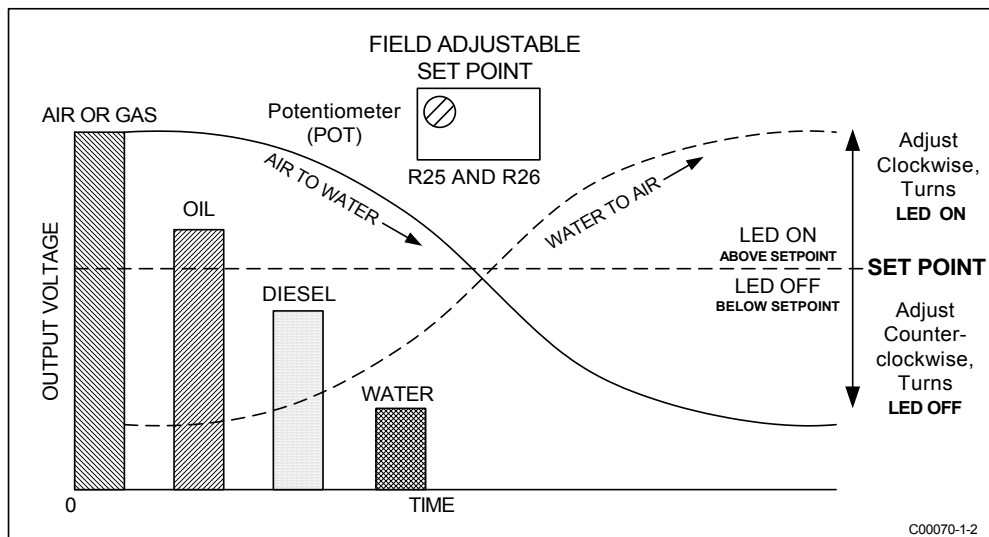 FIELD ADJUSTABLE
SET POINT
Potentiometer
(POT)
R25 AND R26
AIR OR GAS
OIL
DIESEL
WATER
AIR TO WATER
WATER TO AIR
OUTPUT VOLTAGE
LED ON
ABOVE SETPOINT
LED OFF
BELOW SETPOINT
Adjust
Clockwise,
Turns
LED ON
SET POINT
Adjust
Counter-
clockwise,
Turns
LED OFF
0
TIME
C00070-1-2